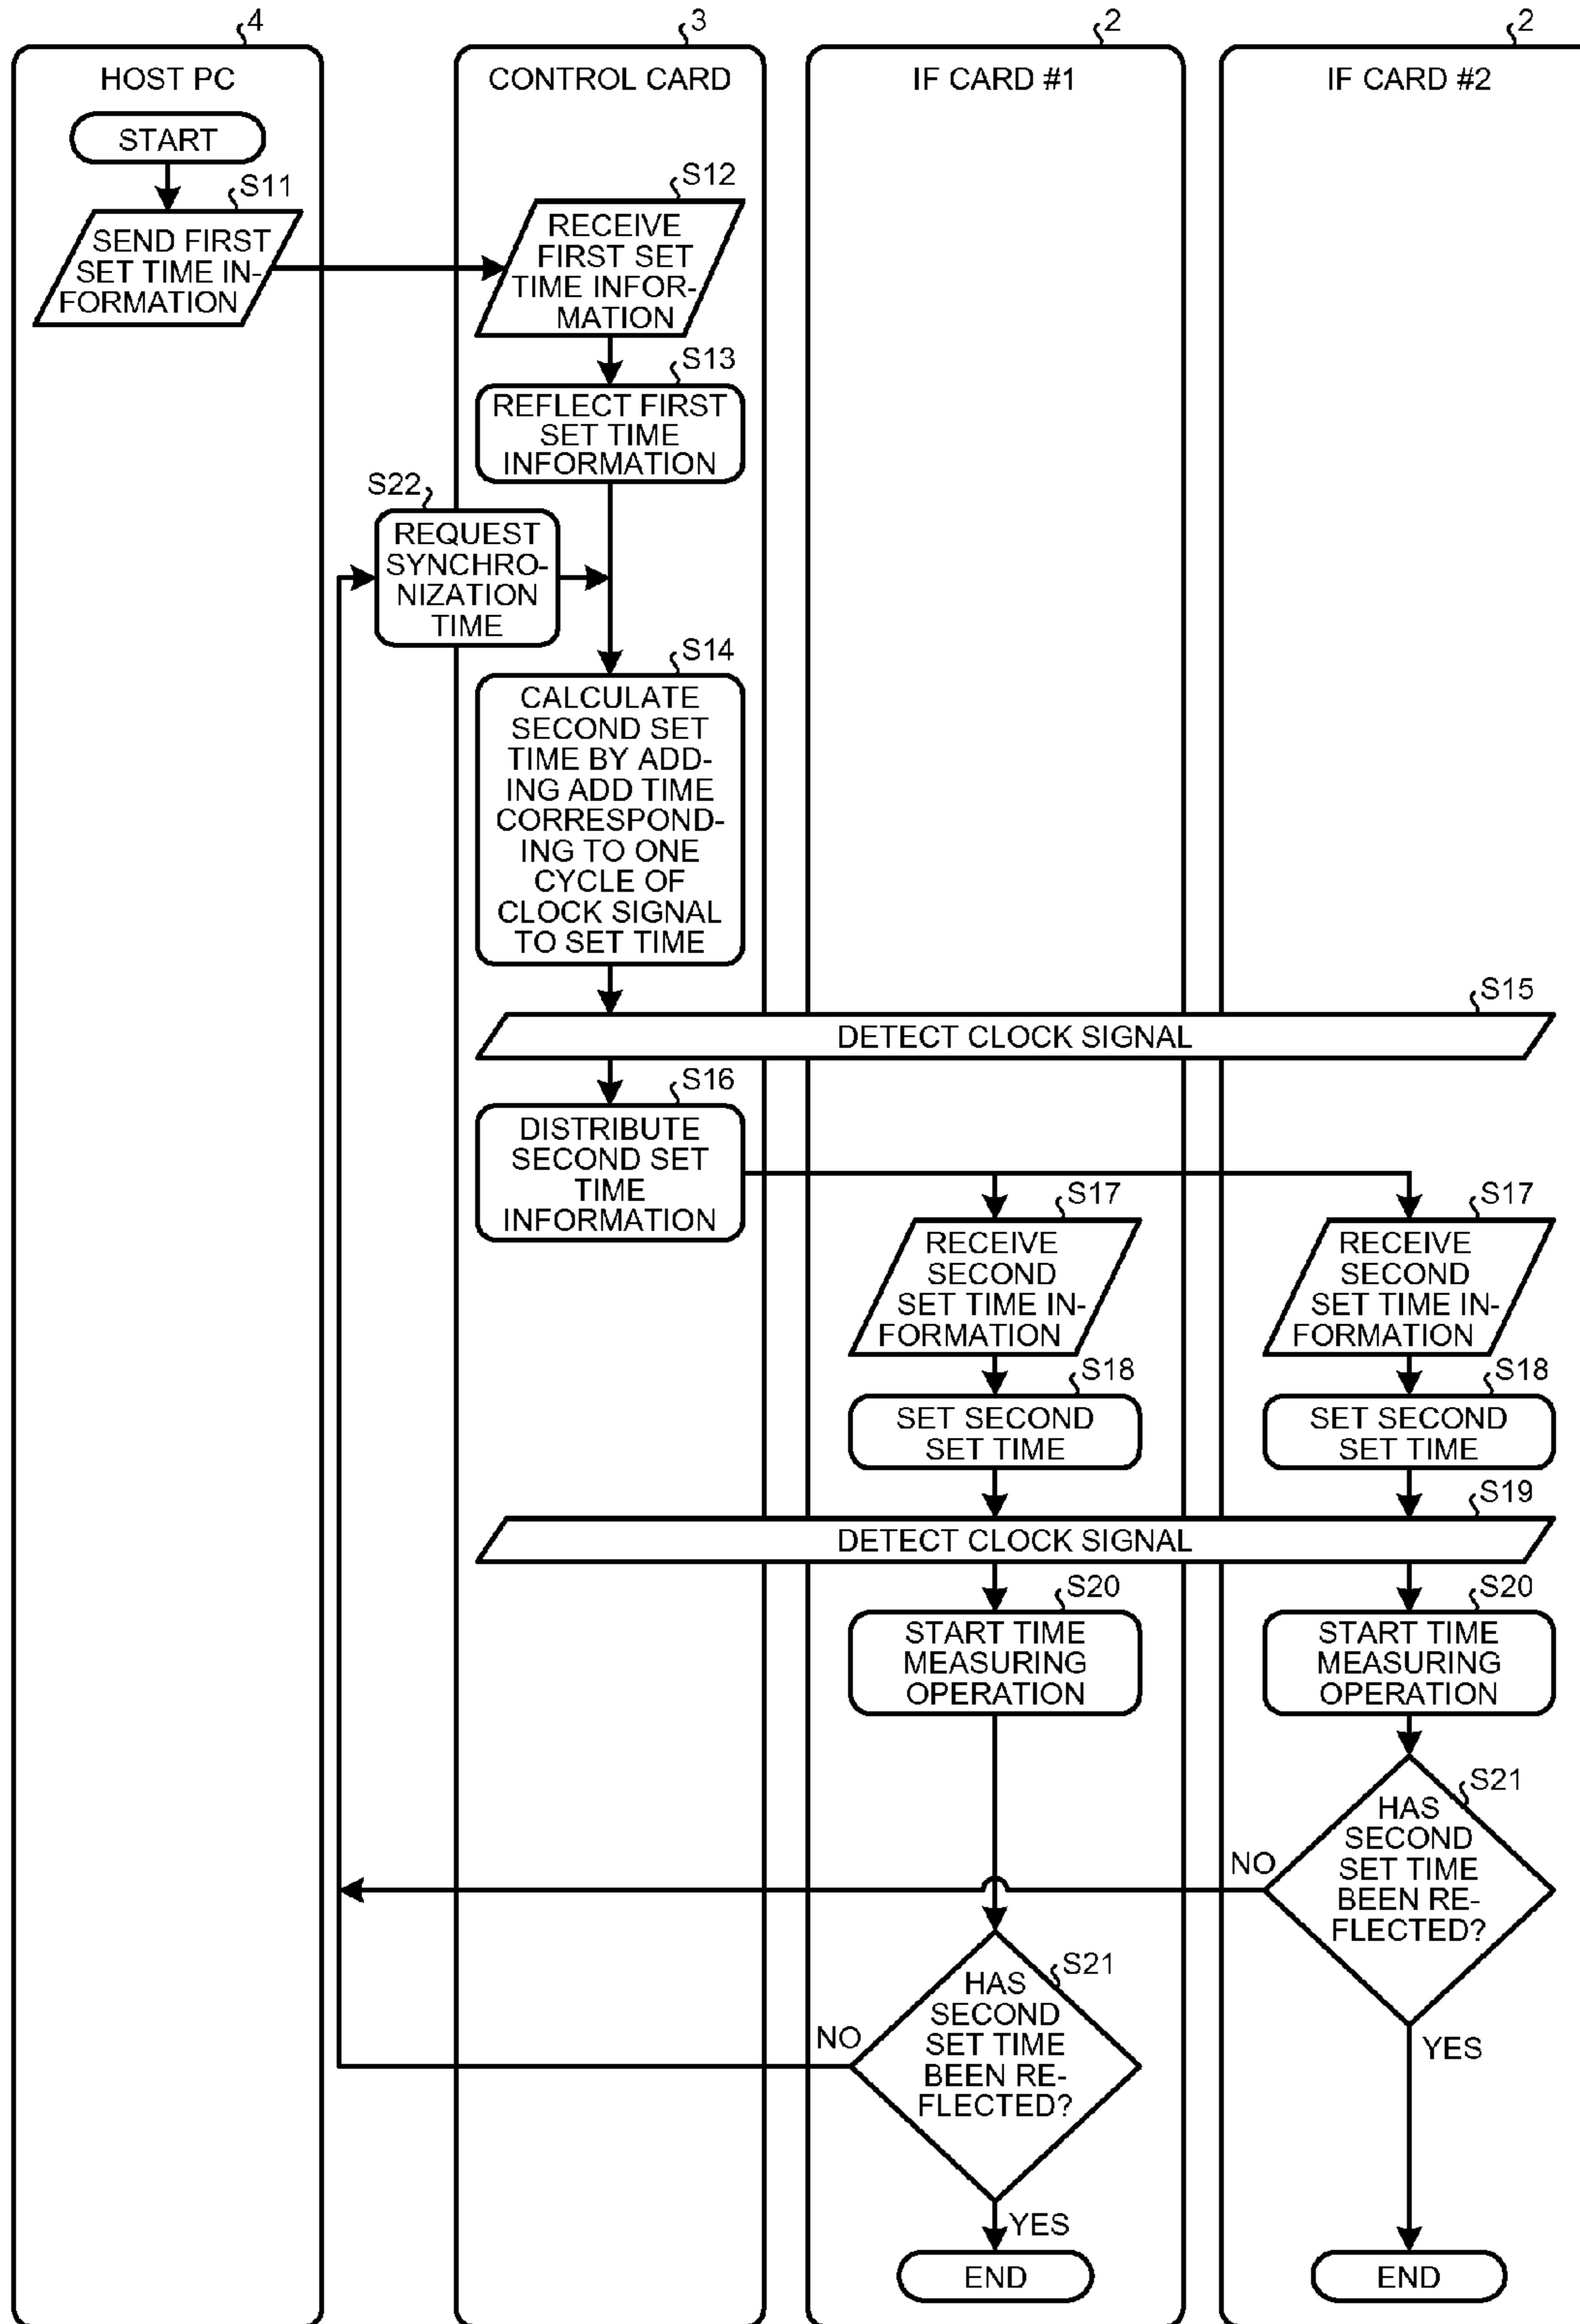 4
3
2
2
HOST PC
CONTROL CARD
IF CARD #1
IF CARD #2
START
S11
SEND FIRST
SET TIME IN-
FORMATION
S12
RECEIVE
FIRST SET
TIME INFOR-
MATION
S13
REFLECT FIRST
SET TIME
INFORMATION
S22
REQUEST
SYNCHRO-
NIZATION
TIME
S14
CALCULATE
SECOND SET
TIME BY ADD-
ING ADD TIME
CORRESPOND-
ING TO ONE
CYCLE OF
CLOCK SIGNAL
TO SET TIME
S15
DETECT CLOCK SIGNAL
S16
DISTRIBUTE
SECOND SET
TIME
INFORMATION
S17
RECEIVE
SECOND
SET TIME IN-
FORMATION
S17
RECEIVE
SECOND
SET TIME IN-
FORMATION
S18
SET SECOND
SET TIME
S18
SET SECOND
SET TIME
S19
DETECT CLOCK SIGNAL
S20
START TIME
MEASURING
OPERATION
S20
START TIME
MEASURING
OPERATION
S21
HAS
SECOND
SET TIME
BEEN RE-
FLECTED?
NO
YES
S21
HAS
SECOND
SET TIME
BEEN RE-
FLECTED?
NO
YES
END
END